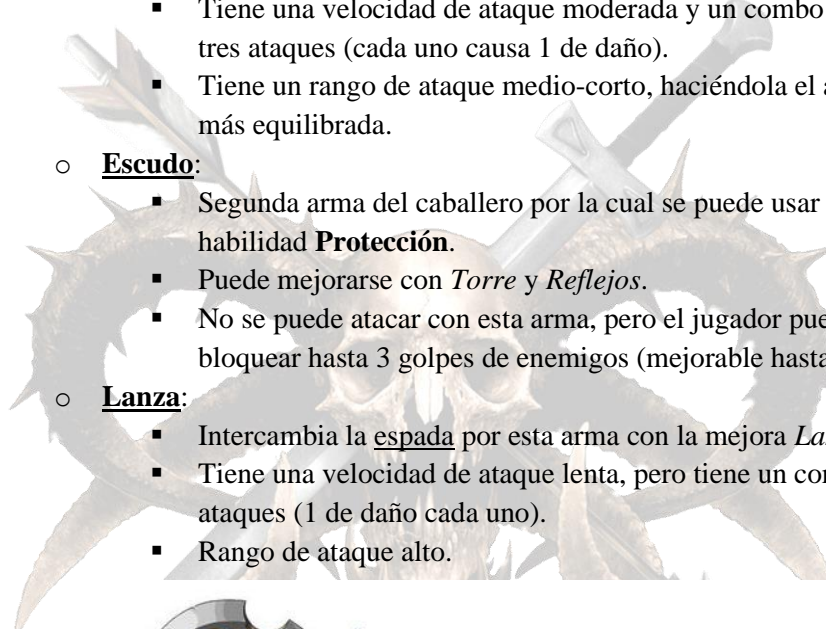 ▪ Tiene una velocidad de ataque moderada y un combo
tres ataques (cada uno causa 1 de daño).
▪ Tiene un rango de ataque medio-corto, haciéndola el
más equilibrada.
o Escudo:
▪ Segunda arma del caballero por la cual se puede usar
habilidad Protección.
▪ Puede mejorarse con Torre y Reflejos.
▪ No se puede atacar con esta arma, pero el jugador
bloquear hasta 3 golpes de enemigos (mejorable hasta
o Lanza:
▪ Intercambia la espada por esta arma con la mejora
▪ Tiene una velocidad de ataque lenta, pero tiene un
ataques (1 de daño cada uno).
▪ Rango de ataque alto.